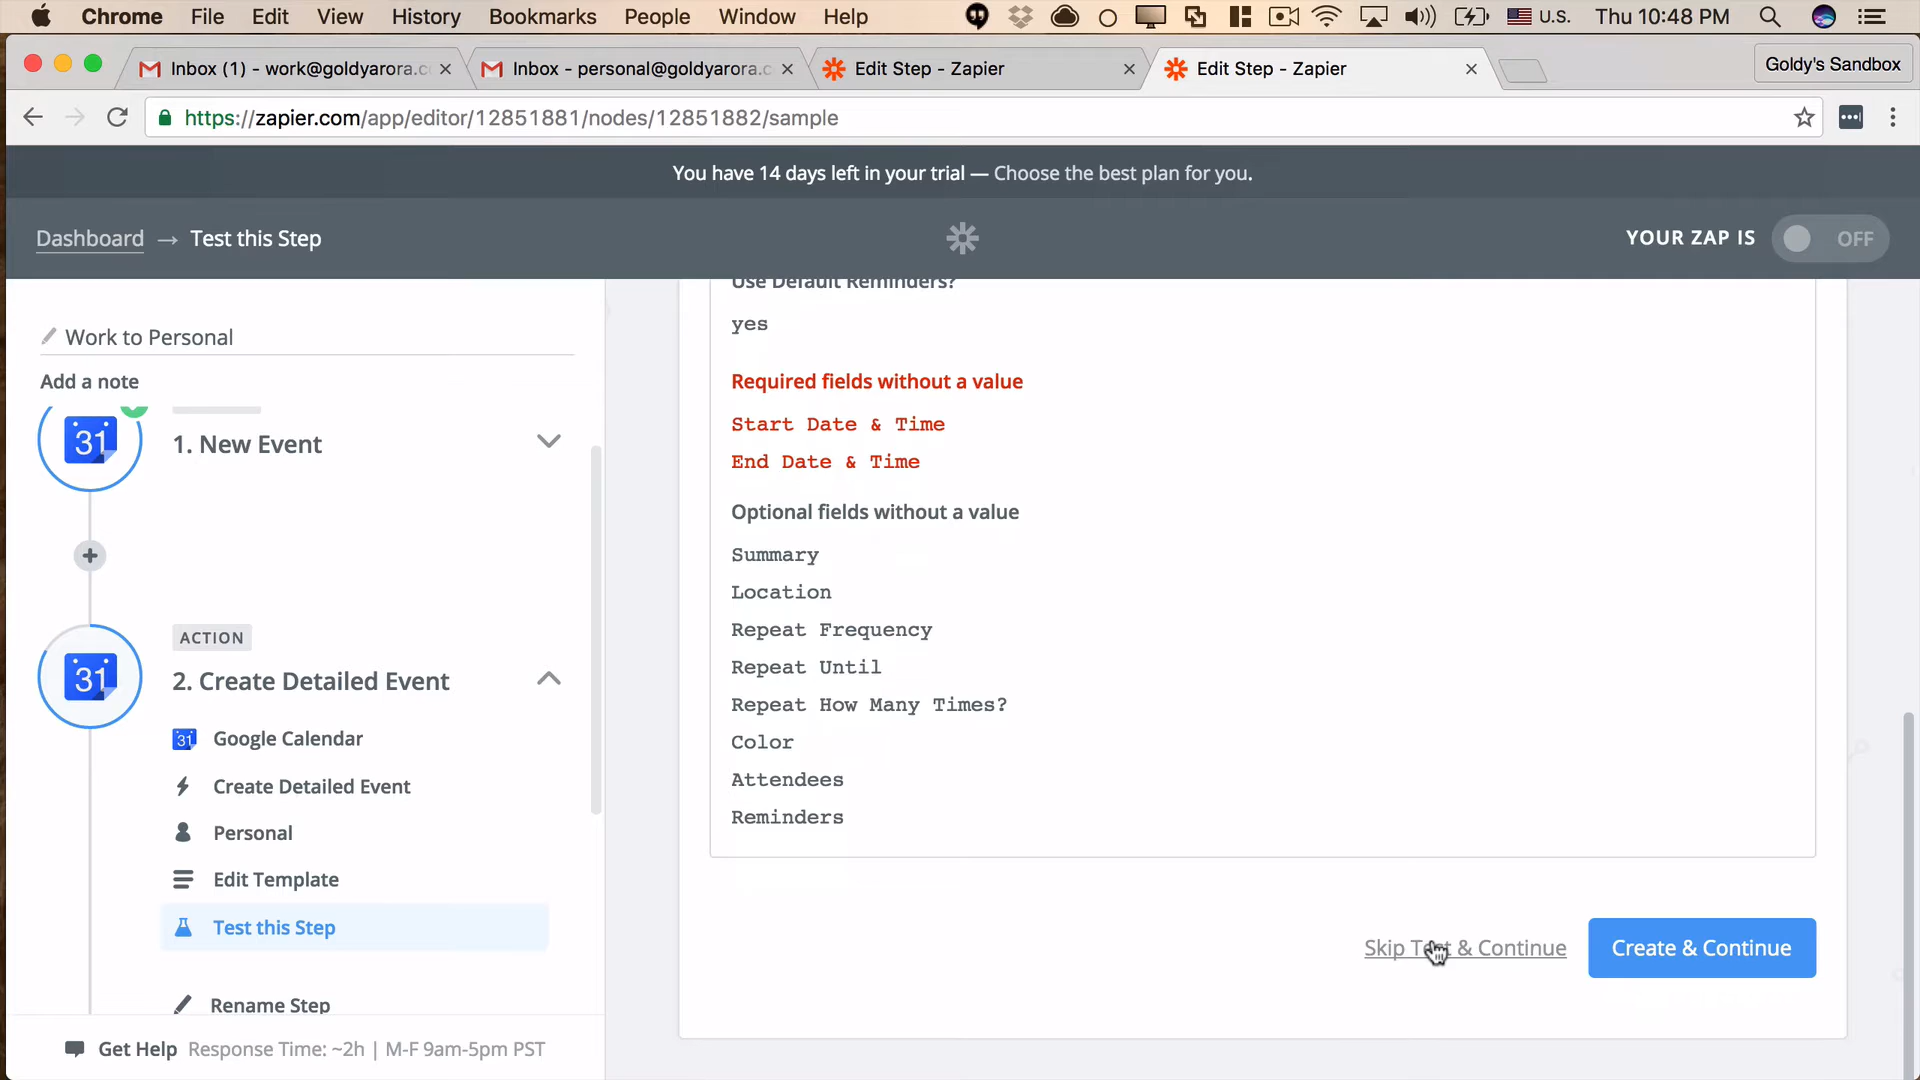 Chrome File Edit View History Bookmarks People Window Help U.S. Thu 10:48 PM
Inbox (1) - work@goldyarora.c
Inbox - personal@goldyarora.c
Edit Step - Zapier
Edit Step - Zapier
Goldy's Sandbox
https://zapier.com/app/editor/12851881/nodes/12851882/sample
You have 14 days left in your trial — Choose the best plan for you.
Dashboard → Test this Step
YOUR ZAP IS OFF
Work to Personal
Add a note
31
1. New Event
ACTION
31
2. Create Detailed Event
31 Google Calendar
Create Detailed Event
Personal
Edit Template
Test this Step
Rename Step
Get Help Response Time: ~2h | M-F 9am-5pm PST
Use Default Reminders?
yes
Required fields without a value
Start Date & Time
End Date & Time
Optional fields without a value
Summary
Location
Repeat Frequency
Repeat Until
Repeat How Many Times?
Color
Attendees
Reminders
Skip Test & Continue
Create & Continue